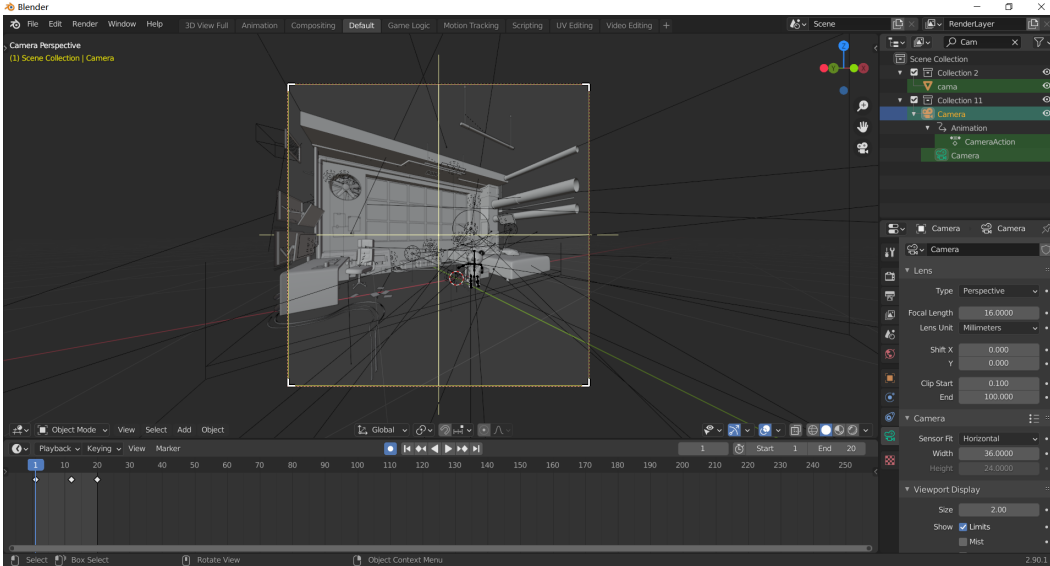 Blender
File Edit Render Window Help 3D View Full Animation Compositing Default Game Logic Motion Tracking Scripting UV Editing Video Editing + Scene RenderLayer
Camera Perspective
(1) Scene Collection | Camera
Cam
Scene Collection
Collection 2
cama
Collection 11
Camera
Animation
CameraAction
Camera
Camera Camera
Camera
Lens
Type Perspective
Focal Length 16.0000
Lens Unit Millimeters
Shift X 0.000
Y 0.000
Clip Start 0.100
End 100.000
Camera
Sensor Fit Horizontal
Width 36.0000
Height 24.0000
Viewport Display
Size 2.00
Show Limits
Mist
Object Mode View Select Add Object Global
Playback Keying View Marker 1 Start 1 End 20
1 10 20 30 40 50 60 70 80 90 100 110 120 130 140 150 160 170 180 190 200 210 220 230 240 250
Select Box Select Rotate View Object Context Menu 2.90.1